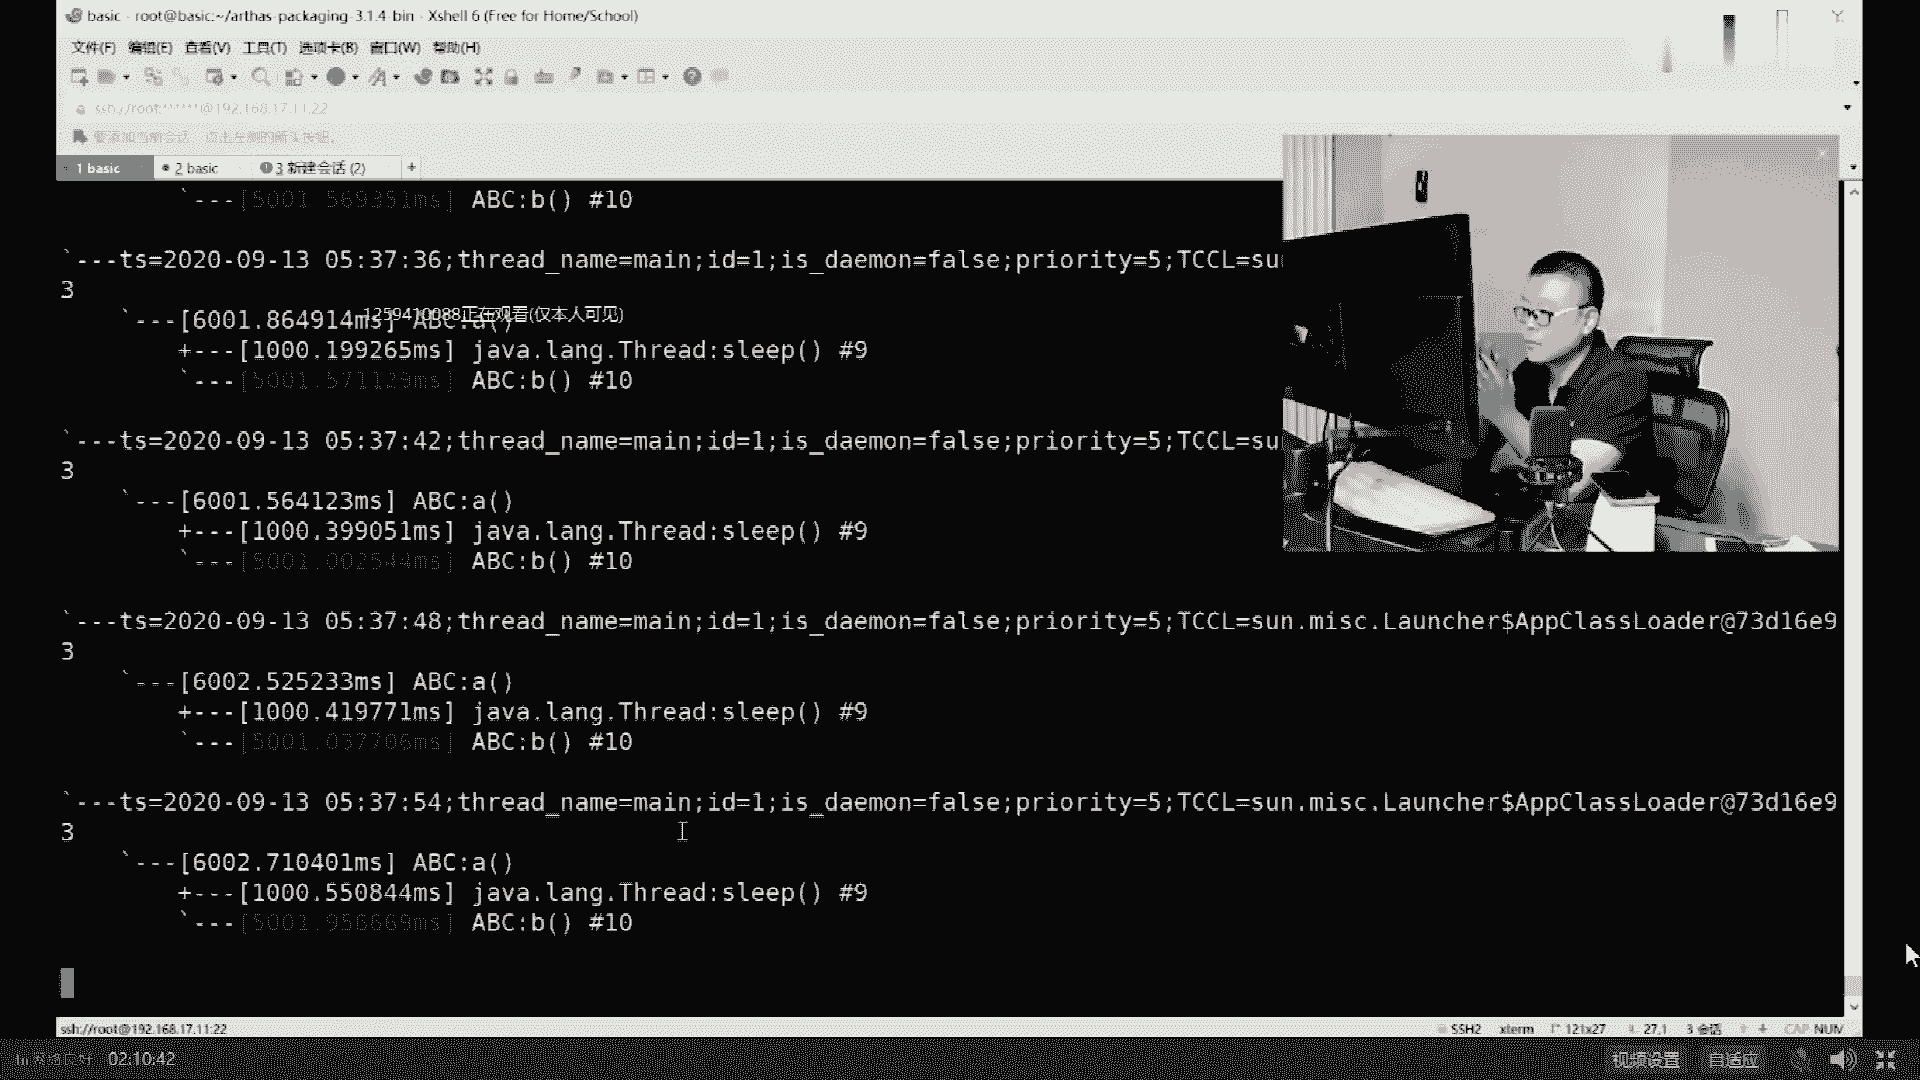 basic - root@basic:~/arthas-packaging-3.1.4-bin - Xshell 6 (Free for Home/School)
文件(F) 编辑(E) 查看(V) 工具(T) 选项卡(B) 窗口(W) 帮助(H)
ssh://root:******@192.168.17.11:22
要添加当前会话，点击左侧的箭头按钮。
1 basic 2 basic 3 新建会话 (2) +
`---[5001.569351ms] ABC:b() #10
`---ts=2020-09-13 05:37:36;thread_name=main;id=1;is_daemon=false;priority=5;TCCL=su
3
1259410088正在观看(仅本人可见)
`---[6001.864914ms] ABC:a()
+---[1000.199265ms] java.lang.Thread:sleep() #9
`---[5001.571129ms] ABC:b() #10
`---ts=2020-09-13 05:37:42;thread_name=main;id=1;is_daemon=false;priority=5;TCCL=su
3
`---[6001.564123ms] ABC:a()
+---[1000.399051ms] java.lang.Thread:sleep() #9
`---[5001.002544ms] ABC:b() #10
`---ts=2020-09-13 05:37:48;thread_name=main;id=1;is_daemon=false;priority=5;TCCL=sun.misc.Launcher$AppClassLoader@73d16e9
3
`---[6002.525233ms] ABC:a()
+---[1000.419771ms] java.lang.Thread:sleep() #9
`---[5001.037706ms] ABC:b() #10
`---ts=2020-09-13 05:37:54;thread_name=main;id=1;is_daemon=false;priority=5;TCCL=sun.misc.Launcher$AppClassLoader@73d16e9
3
`---[6002.710401ms] ABC:a()
+---[1000.550844ms] java.lang.Thread:sleep() #9
`---[5001.956669ms] ABC:b() #10
ssh://root@192.168.17.11:22 SSH2 xterm 121x27 27,1 3 会话 CAP NUM
02:10:42 视频设置 自适应